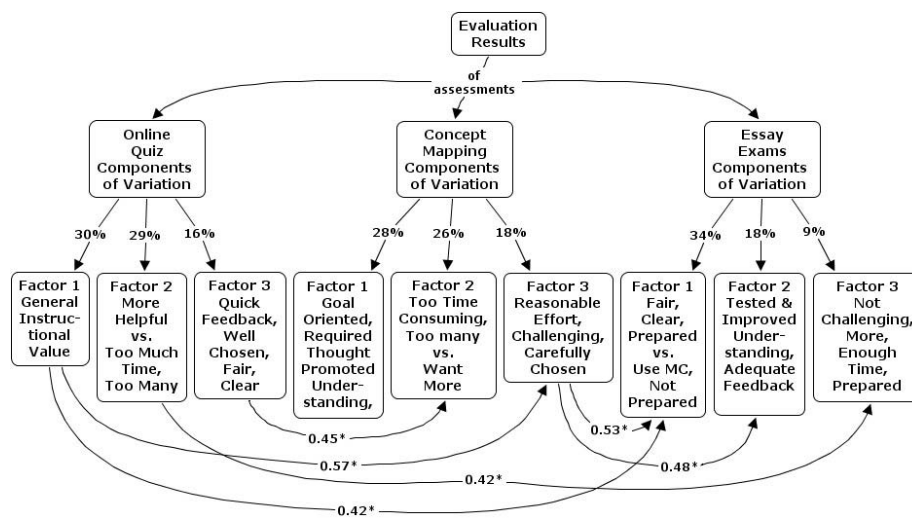 Evaluation
Results
of
assessments
Online
Quiz
Components
of Variation
Concept
Mapping
Components
of Variation
Essay
Exams
Components
of Variation
30%
29%
16%
28%
26%
18%
34%
18%
9%
Factor 1
General
Instruc-
tional
Value
Factor 2
More
Helpful
vs.
Too Much
Time,
Too Many
Factor 3
Quick
Feedback,
Well
Chosen,
Fair,
Clear
Factor 1
Goal
Oriented,
Required
Thought
Promoted
Under-
standing,
Factor 2
Too Time
Consuming,
Too many
vs.
Want
More
Factor 3
Reasonable
Effort,
Challenging,
Carefully
Chosen
Factor 1
Fair,
Clear,
Prepared
vs.
Use MC,
Not
Prepared
Factor 2
Tested &
Improved
Under-
standing,
Adequate
Feedback
Factor 3
Not
Challenging,
More,
Enough
Time,
Prepared
0.45*
0.53*
0.57*
0.48*
0.42*
0.42*